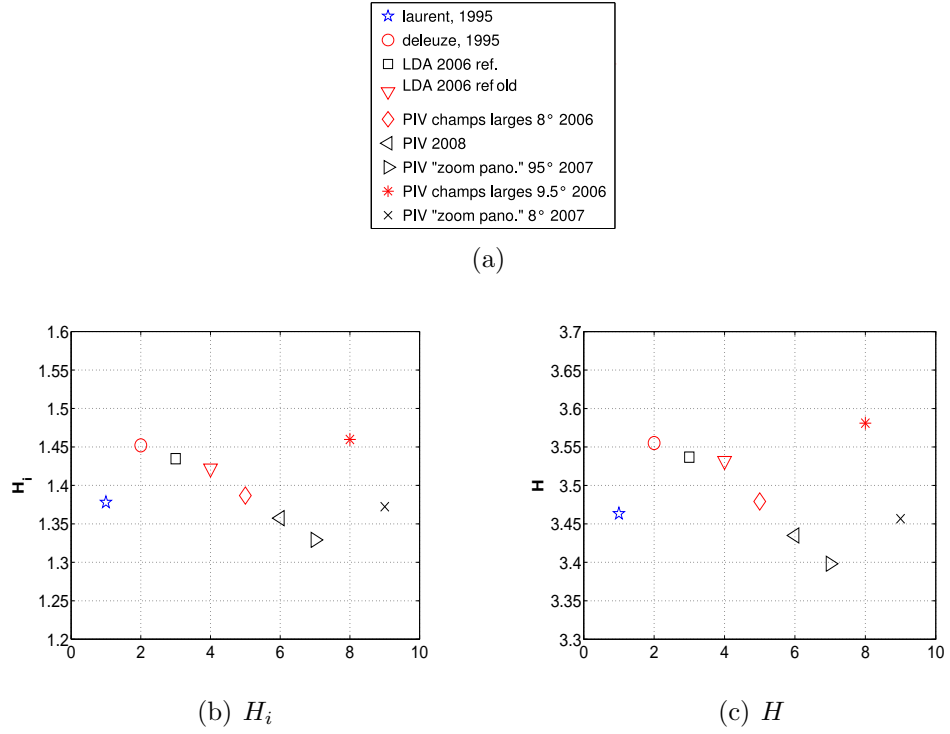 laurent, 1995
deleuze, 1995
LDA 2006 ref.
LDA 2006 ref old
PIV champs larges 8° 2006
PIV 2008
PIV "zoom pano." 95° 2007
PIV champs larges 9.5° 2006
PIV "zoom pano." 8° 2007
(a)
1.6
1.55
1.5
1.45
1.4
1.35
1.3
1.25
1.2
H_i
0 2 4 6 8 10
(b) H_i
3.7
3.65
3.6
3.55
3.5
3.45
3.4
3.35
3.3
H
0 2 4 6 8 10
(c) H